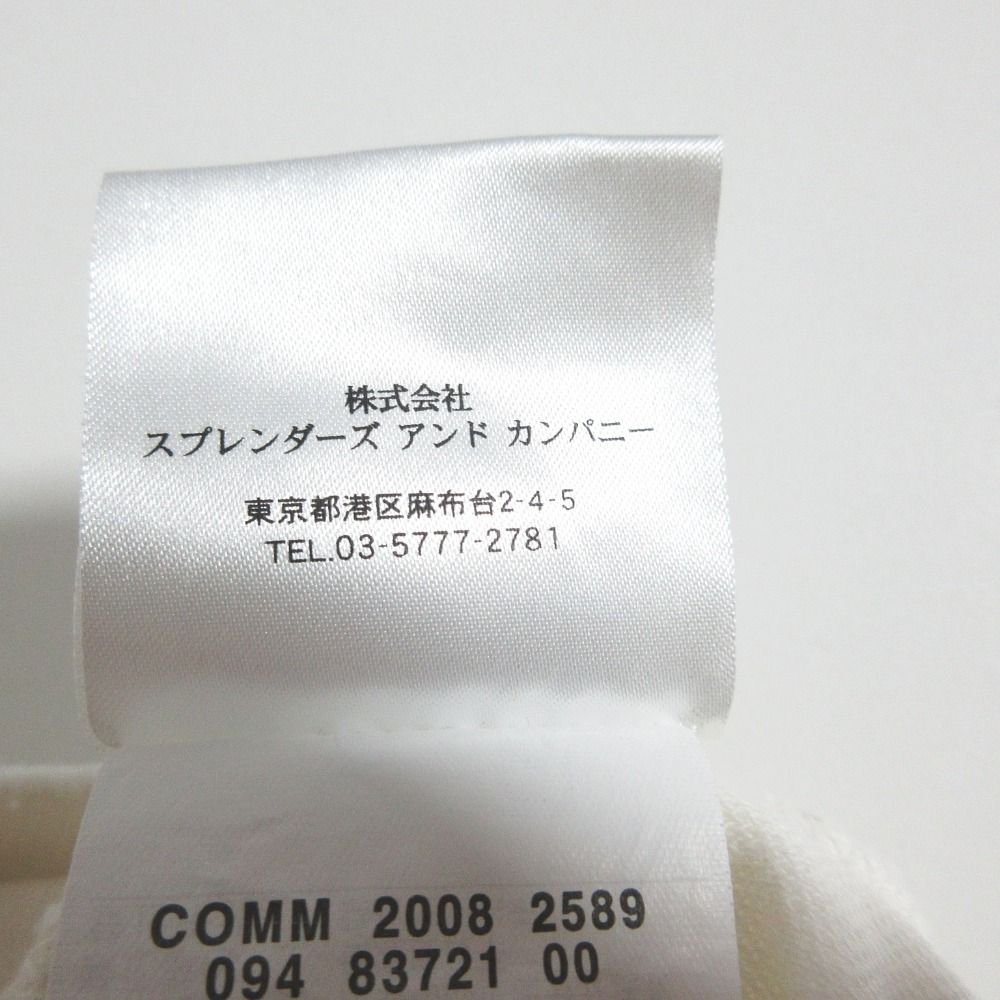 株式会社
スプレンダーズ アンド カンパニー
東京都港区麻布台2-4-5
TEL.03-5777-2781
COMM 2008 2589
094 83721 00